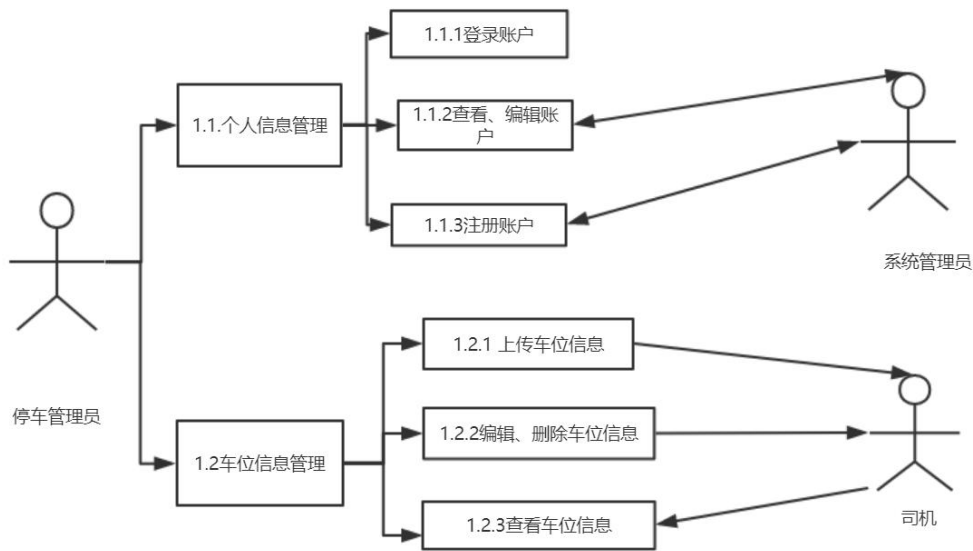 1.1.1登录账户
1.1.个人信息管理
1.1.2查看、编辑账
户
1.1.3注册账户
系统管理员
停车管理员
1.2.1 上传车位信息
1.2.2编辑、删除车位信息
1.2车位信息管理
1.2.3查看车位信息
司机